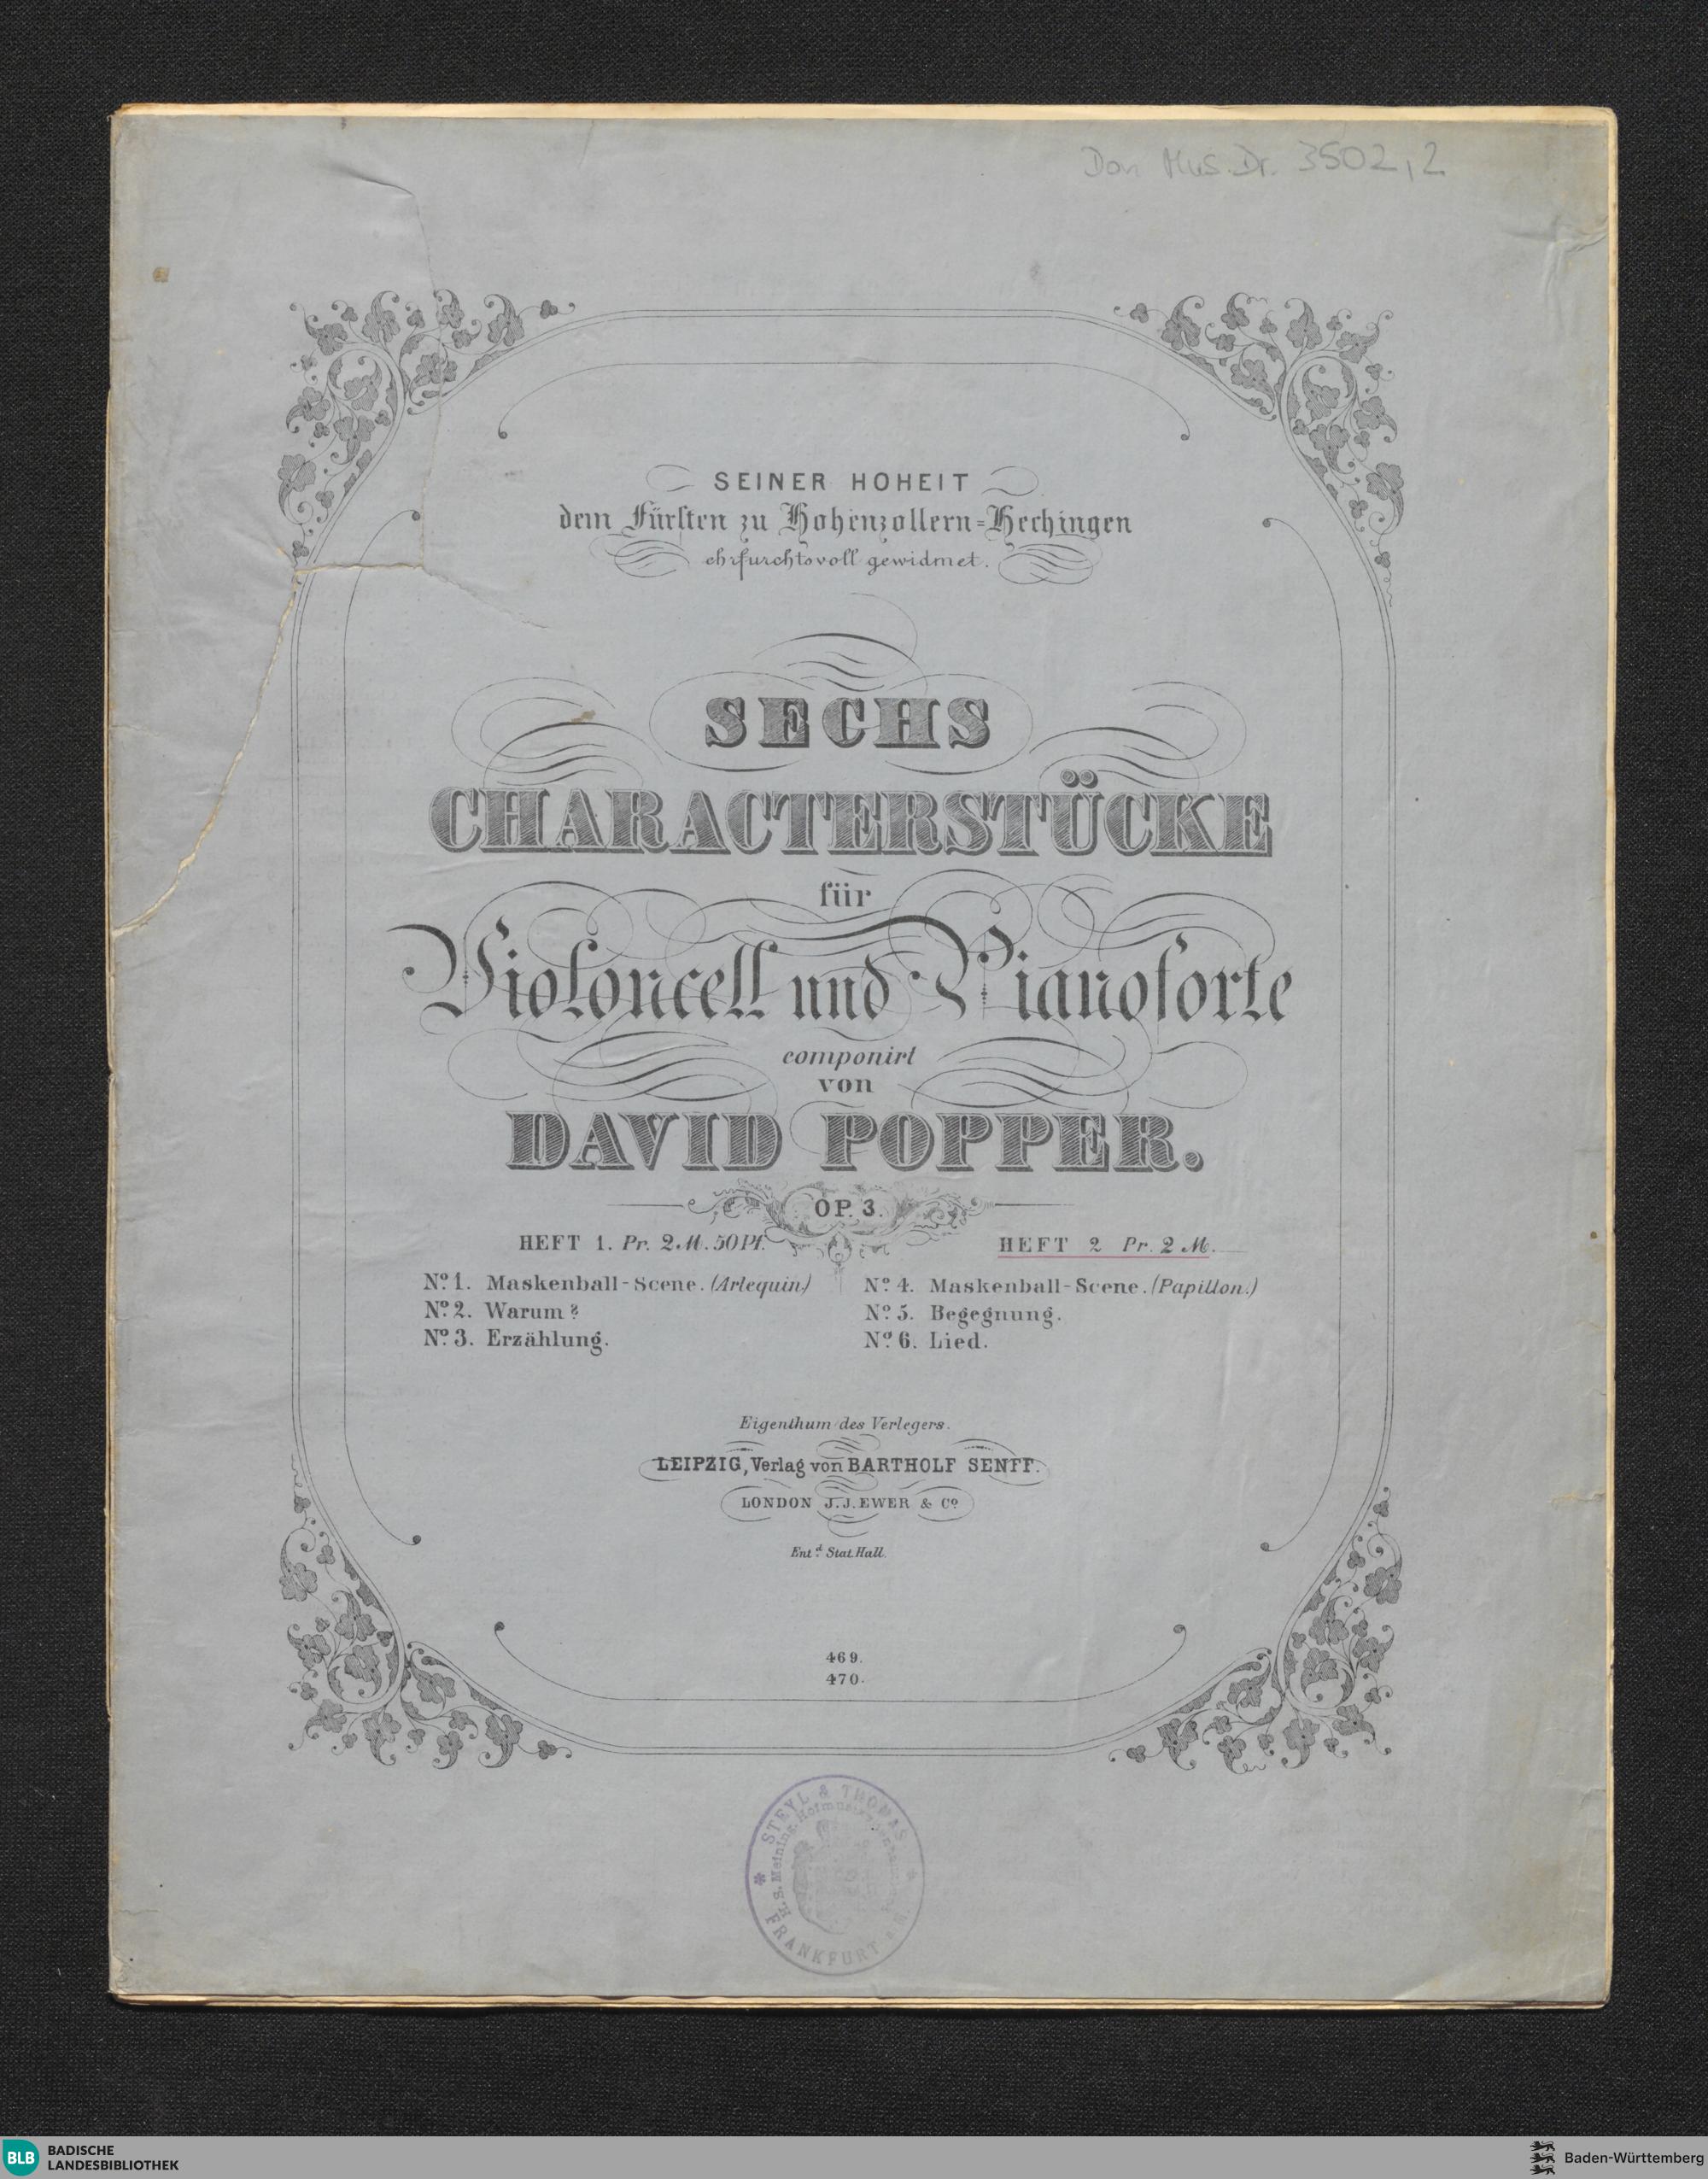 Don Mus. Dr. 3502,2
SEINER HOHEIT
dem Fürsten zu Hohenzollern=Hechingen
ehrfurchtsvoll gewidmet.
SECHS
CHARACTERSTÜCKE
für
Violoncell und Pianoforte
componirt
von
DAVID POPPER.
OP. 3.
HEFT 1. Pr. 2 M. 50 Pf.
No. 1. Maskenball-Scene. (Arlequin)
No. 2. Warum?
No. 3. Erzählung.
HEFT 2 Pr. 2 M.
No. 4. Maskenball-Scene. (Papillon.)
No. 5. Begegnung.
No. 6. Lied.
Eigenthum des Verlegers.
LEIPZIG, Verlag von BARTHOLF SENFF.
LONDON J. J. EWER & Co
Entd. Stat. Hall.
469.
470.
STEYL & THOMAS
H. S. Meining.
FRANKFURT
BLB BADISCHE
LANDESBIBLIOTHEK
Baden-Württemberg